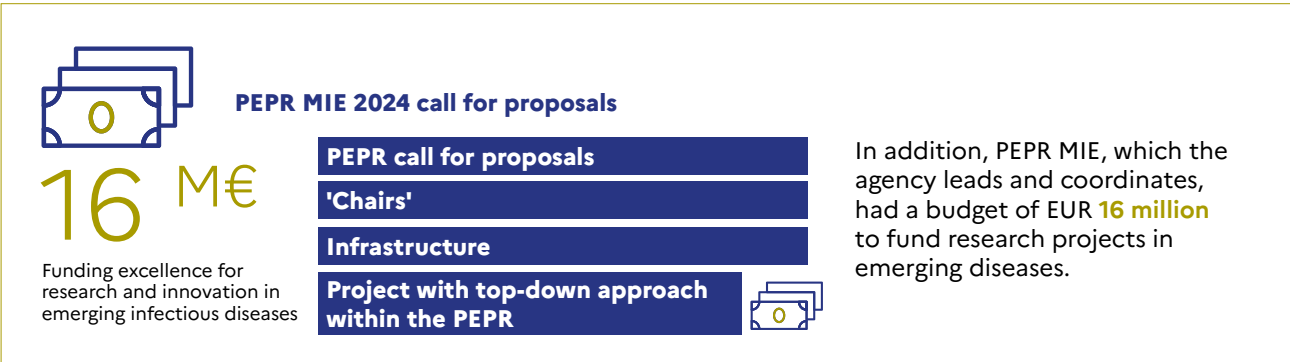 PEPR MIE 2024 call for proposals
16 M€
Funding excellence for
research and innovation in
emerging infectious diseases
PEPR call for proposals
'Chairs'
Infrastructure
Project with top-down approach
within the PEPR
In addition, PEPR MIE, which the
agency leads and coordinates,
had a budget of EUR 16 million
to fund research projects in
emerging diseases.